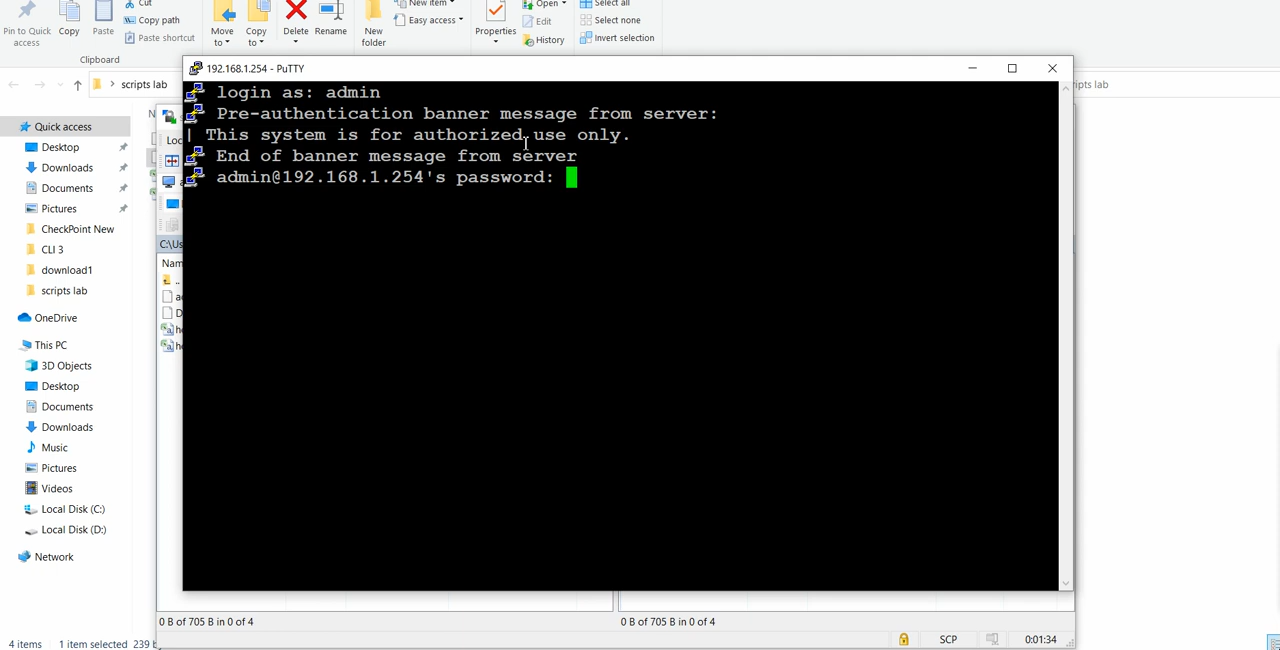 Cut
New item
Open
Select all
Pin to Quick access
Copy
Paste
Copy path
Paste shortcut
Move to
Copy to
Delete
Rename
New folder
Easy access
Properties
Edit
History
Select none
Invert selection
Clipboard
scripts lab
192.168.1.254 - PuTTY
login as: admin
Pre-authentication banner message from server:
| This system is for authorized use only.
End of banner message from server
admin@192.168.1.254's password:
Quick access
Desktop
Downloads
Documents
Pictures
CheckPoint New
CLI 3
download1
scripts lab
OneDrive
This PC
3D Objects
Desktop
Documents
Downloads
Music
Pictures
Videos
Local Disk (C:)
Local Disk (D:)
Network
N
Loc
C:\Us
Nam
..
D
he
he
0 B of 705 B in 0 of 4
0 B of 705 B in 0 of 4
SCP
0:01:34
4 items
1 item selected
239 b